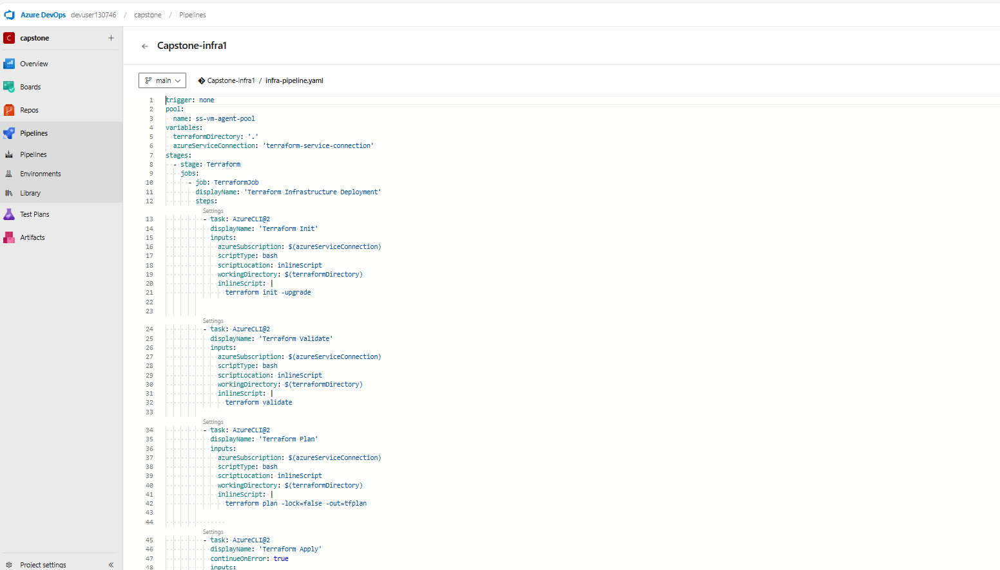 Azure DevOps devuser130746 / capstone / Pipelines
C capstone +
Overview
Boards
Repos
Pipelines
Pipelines
Environments
Library
Test Plans
Artifacts
Project settings
← Capstone-infra1
main Capstone-infra1 / infra-pipeline.yaml
1 trigger: none
2 pool:
3   name: ss-vm-agent-pool
4 variables:
5   terraformDirectory: '.'
6   azureServiceConnection: 'terraform-service-connection'
7 stages:
8   - stage: Terraform
9     jobs:
10       - job: TerraformJob
11         displayName: 'Terraform Infrastructure Deployment'
12         steps:
Settings
13           - task: AzureCLI@2
14             displayName: 'Terraform Init'
15             inputs:
16               azureSubscription: $(azureServiceConnection)
17               scriptType: bash
18               scriptLocation: inlineScript
19               workingDirectory: $(terraformDirectory)
20               inlineScript: |
21                 terraform init -upgrade
22
23
Settings
24           - task: AzureCLI@2
25             displayName: 'Terraform Validate'
26             inputs:
27               azureSubscription: $(azureServiceConnection)
28               scriptType: bash
29               scriptLocation: inlineScript
30               workingDirectory: $(terraformDirectory)
31               inlineScript: |
32                 terraform validate
33
Settings
34           - task: AzureCLI@2
35             displayName: 'Terraform Plan'
36             inputs:
37               azureSubscription: $(azureServiceConnection)
38               scriptType: bash
39               scriptLocation: inlineScript
40               workingDirectory: $(terraformDirectory)
41               inlineScript: |
42                 terraform plan -lock=false -out=tfplan
43
44
Settings
45           - task: AzureCLI@2
46             displayName: 'Terraform Apply'
47             continueOnError: true
48             inputs: